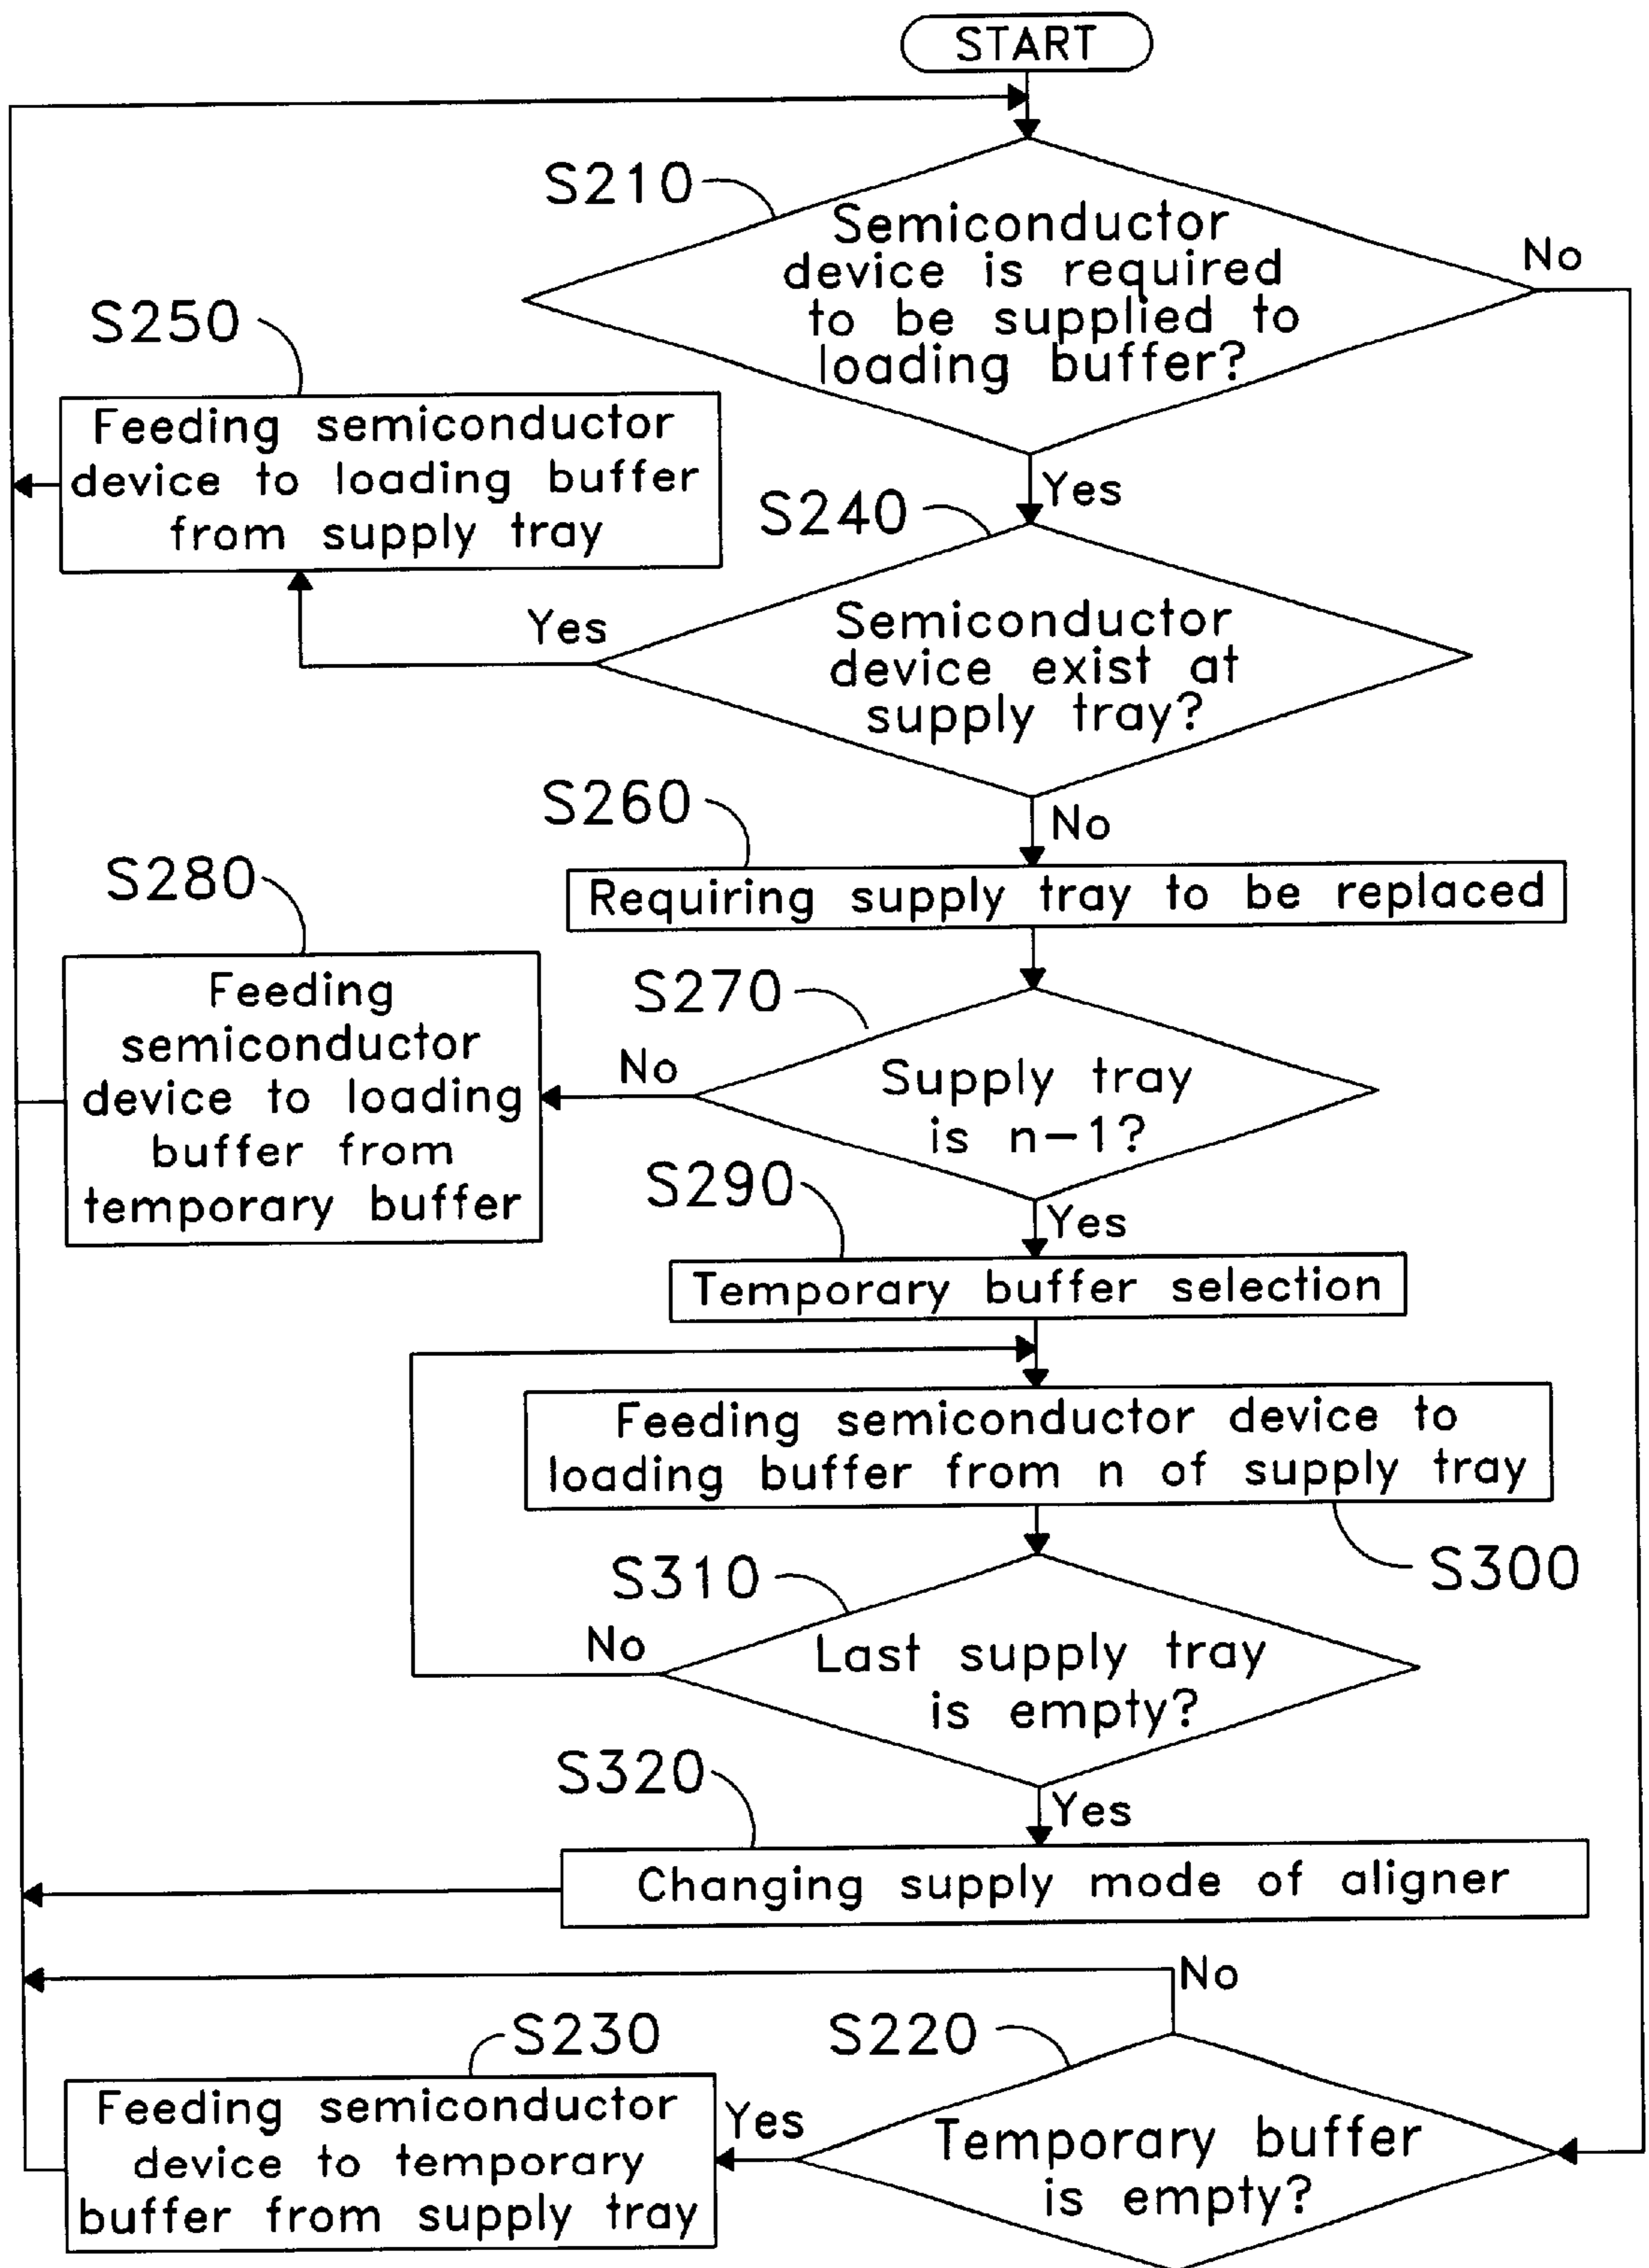 START
S210
Semiconductor
device is required
to be supplied to
loading buffer?
No
S250
Feeding semiconductor
device to loading buffer
from supply tray
Yes
S240
Yes
Semiconductor
device exist at
supply tray?
S260
No
Requiring supply tray to be replaced
S280
Feeding
semiconductor
device to loading
buffer from
temporary buffer
S270
No
Supply tray
is n-1?
S290
Yes
Temporary buffer selection
Feeding semiconductor device to
loading buffer from n of supply tray
S300
S310
No
Last supply tray
is empty?
S320
Yes
Changing supply mode of aligner
No
S230
S220
Feeding semiconductor
device to temporary
buffer from supply tray
Yes
Temporary buffer
is empty?